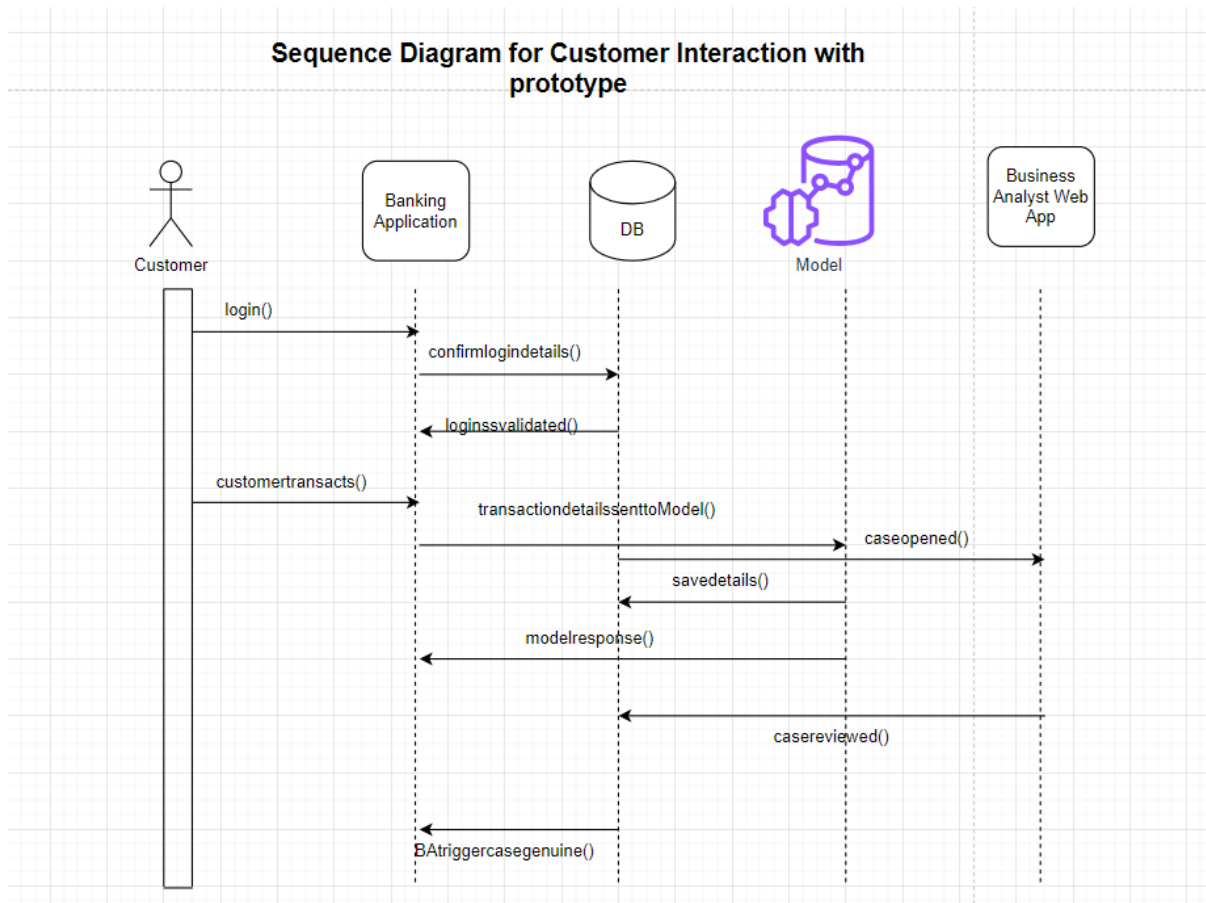 Sequence Diagram for Customer Interaction with
prototype
Customer
Banking
Application
DB
Model
Business
Analyst Web
App
login()
confirmlogindetails()
loginssvalidated()
customertransacts()
transactiondetailssenttoModel()
caseopened()
savedetails()
modelresponse()
casereviewed()
BAtriggercasegenuine()